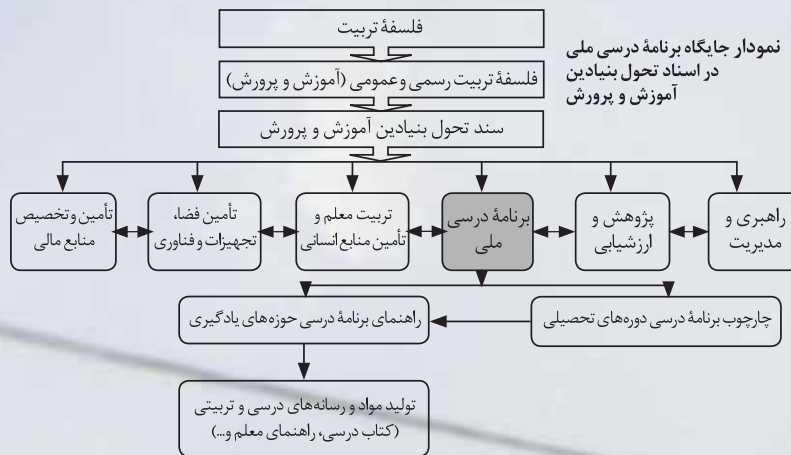 نمودار جایگاه برنامهٔ درسی ملی
در اسناد تحول بنیادین
آموزش و پرورش
فلسفهٔ تربیت
فلسفهٔ تربیت رسمی و عمومی (آموزش و پرورش)
سند تحول بنیادین آموزش و پرورش
راهبری و
مدیریت
پژوهش و
ارزشیابی
برنامهٔ درسی
ملی
تربیت معلم و
تأمین منابع انسانی
تأمین فضا،
تجهیزات و فناوری
تأمین و تخصیص
منابع مالی
چارچوب برنامهٔ درسی دوره‌های تحصیلی
راهنمای برنامهٔ درسی حوزه‌های یادگیری
تولید مواد و رسانه‌های درسی و تربیتی
(کتاب درسی، راهنمای معلم و...)